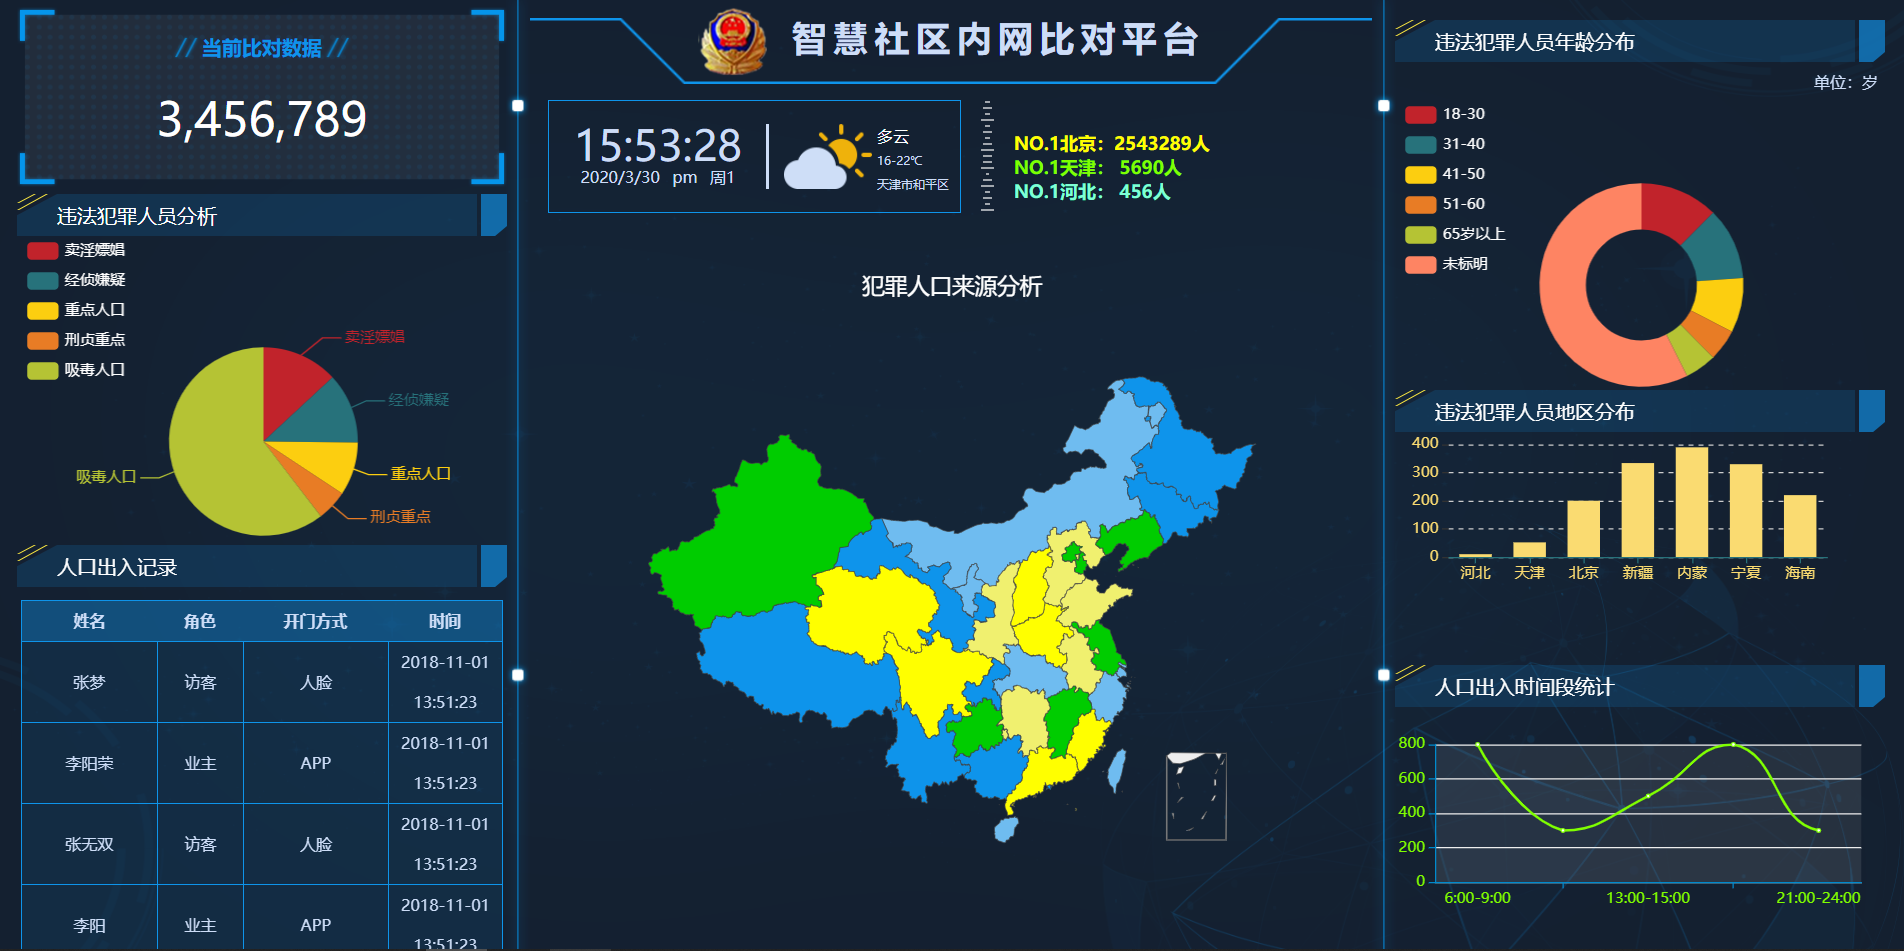 // 当前比对数据 //
3,456,789
违法犯罪人员分析
卖淫嫖娼
经侦嫌疑
重点人口
刑贞重点
吸毒人口
卖淫嫖娼
经侦嫌疑
重点人口
刑贞重点
吸毒人口
人口出入记录
姓名 角色 开门方式 时间
张梦 访客 人脸 2018-11-01 13:51:23
李阳荣 业主 APP 2018-11-01 13:51:23
张无双 访客 人脸 2018-11-01 13:51:23
李阳 业主 APP 2018-11-01 13:51:23
智慧社区内网比对平台
15:53:28
2020/3/30 pm 周1
多云
16-22℃
天津市和平区
NO.1北京：2543289人
NO.1天津： 5690人
NO.1河北： 456人
犯罪人口来源分析
违法犯罪人员年龄分布
单位：岁
18-30
31-40
41-50
51-60
65岁以上
未标明
违法犯罪人员地区分布
400
300
200
100
0
河北 天津 北京 新疆 内蒙 宁夏 海南
人口出入时间段统计
800
600
400
200
0
6:00-9:00 13:00-15:00 21:00-24:00